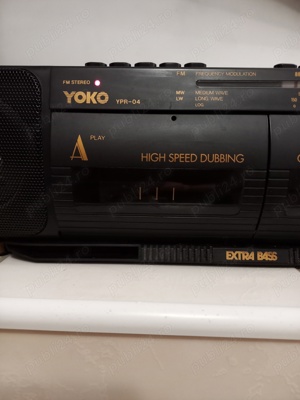 FM STEREO
YOKO
YPR-04
FM FREQUENCY MODULATION
MW MEDIUM WAVE
LW LONG WAVE
LOG
A PLAY
HIGH SPEED DUBBING
EXTRA BASS